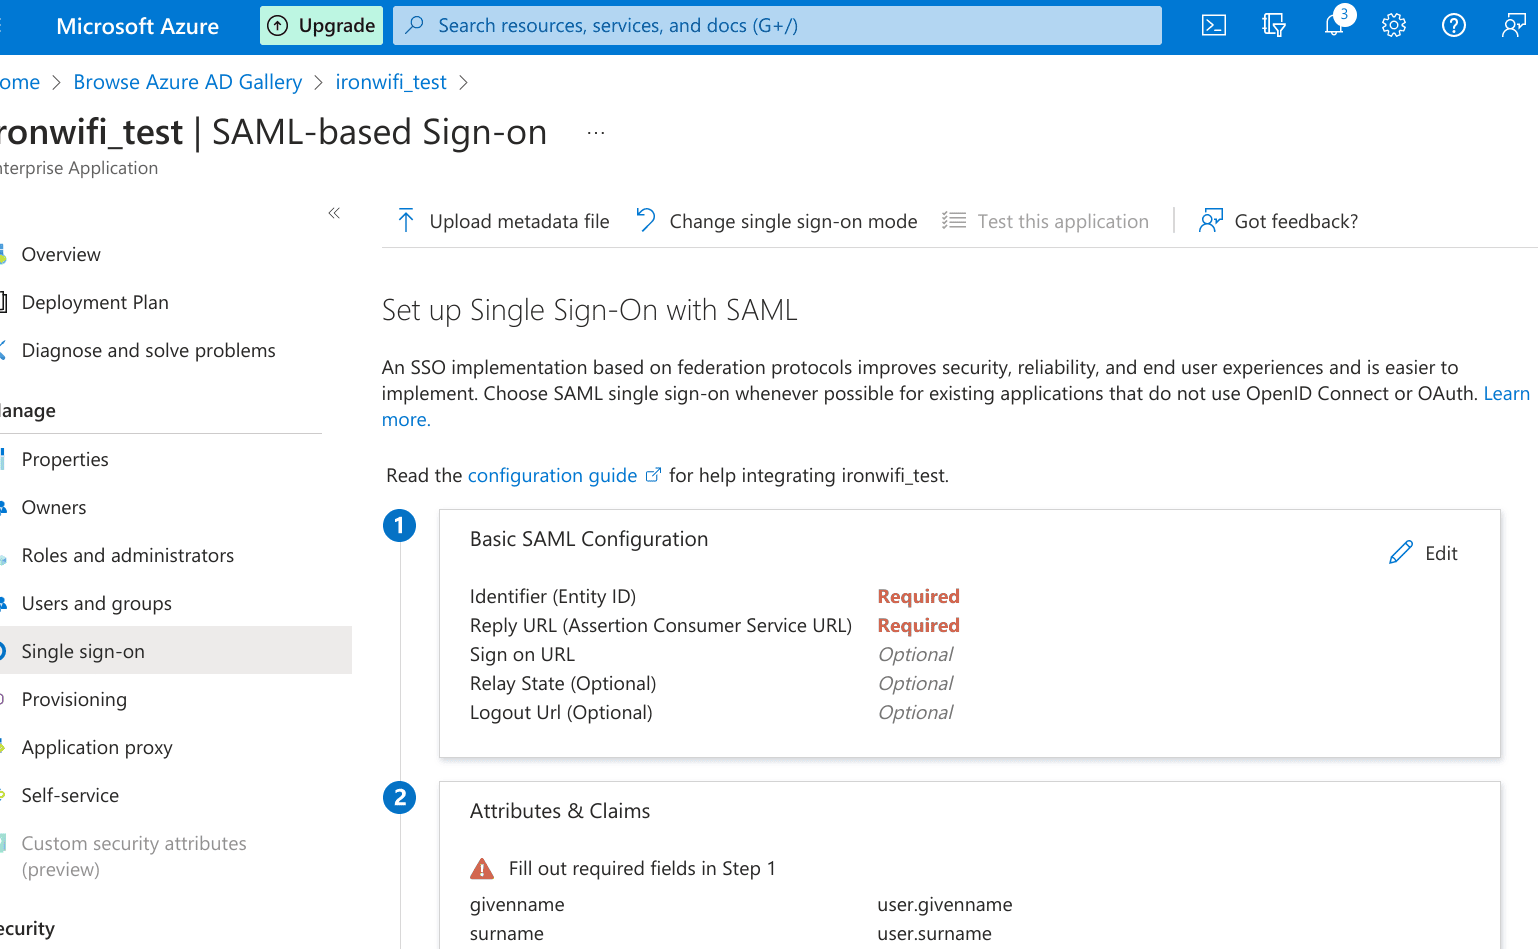 Microsoft Azure
Upgrade
Search resources, services, and docs (G+/)
3
ome > Browse Azure AD Gallery > ironwifi_test >
ronwifi_test | SAML-based Sign-on ...
nterprise Application
«
Overview
Deployment Plan
Diagnose and solve problems
lanage
Properties
Owners
Roles and administrators
Users and groups
Single sign-on
Provisioning
Application proxy
Self-service
Custom security attributes
(preview)
ecurity
Upload metadata file
Change single sign-on mode
Test this application
Got feedback?
Set up Single Sign-On with SAML
An SSO implementation based on federation protocols improves security, reliability, and end user experiences and is easier to
implement. Choose SAML single sign-on whenever possible for existing applications that do not use OpenID Connect or OAuth. Learn
more.
Read the configuration guide for help integrating ironwifi_test.
1
Basic SAML Configuration
Edit
Identifier (Entity ID) Required
Reply URL (Assertion Consumer Service URL) Required
Sign on URL Optional
Relay State (Optional) Optional
Logout Url (Optional) Optional
2
Attributes & Claims
Fill out required fields in Step 1
givenname user.givenname
surname user.surname